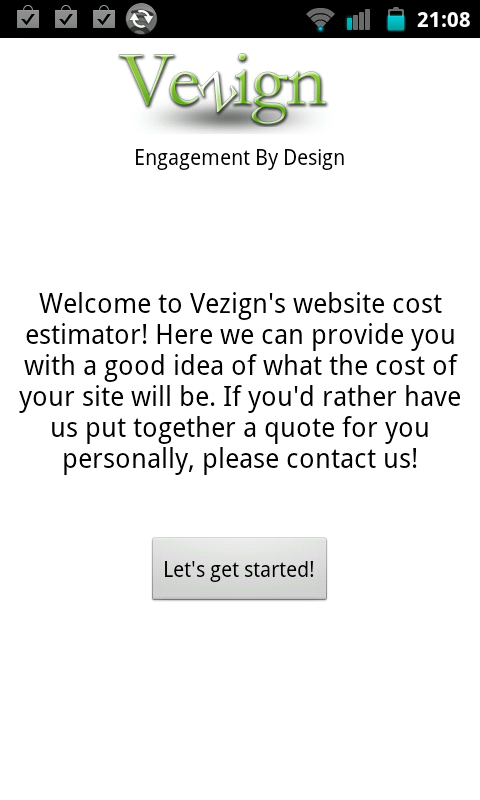 21:08
Vezign
Engagement By Design
Welcome to Vezign's website cost
estimator! Here we can provide you
with a good idea of what the cost of
your site will be. If you'd rather have
us put together a quote for you
personally, please contact us!
Let's get started!